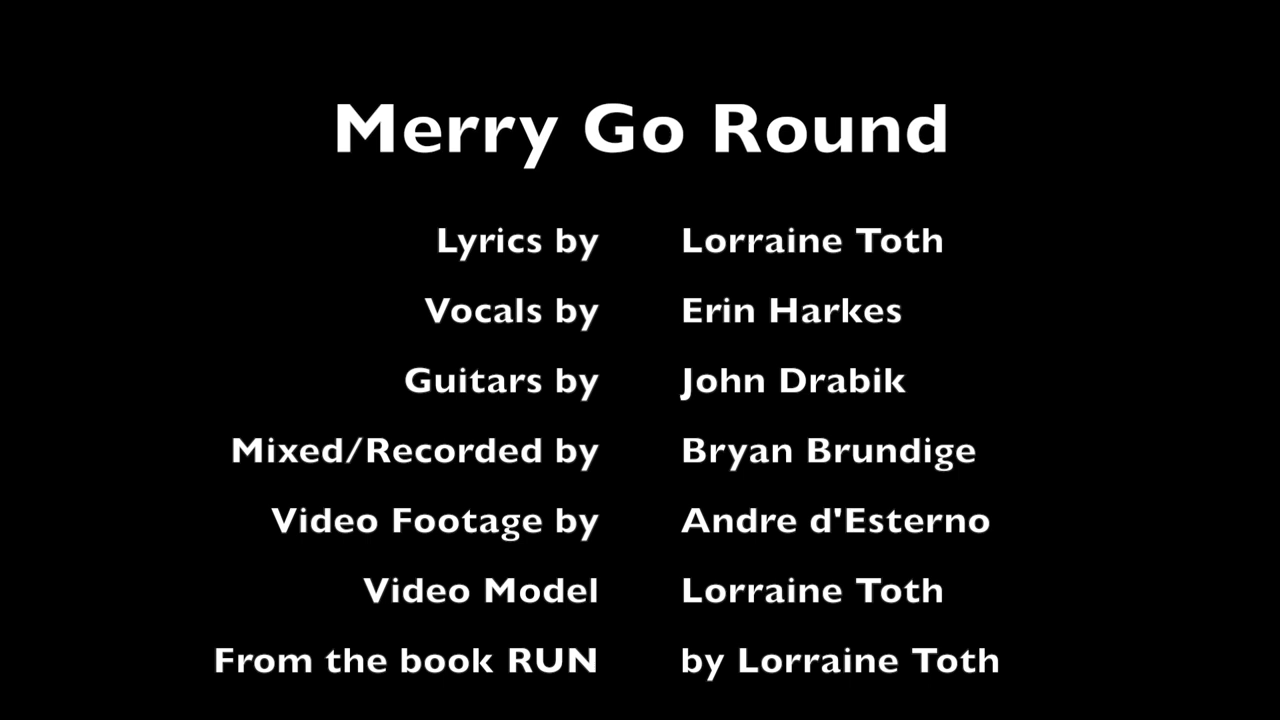 Merry Go Round
Lyrics by Lorraine Toth
Vocals by Erin Harkes
Guitars by John Drabik
Mixed/Recorded by Bryan Brundige
Video Footage by Andre d'Esterno
Video Model Lorraine Toth
From the book RUN by Lorraine Toth